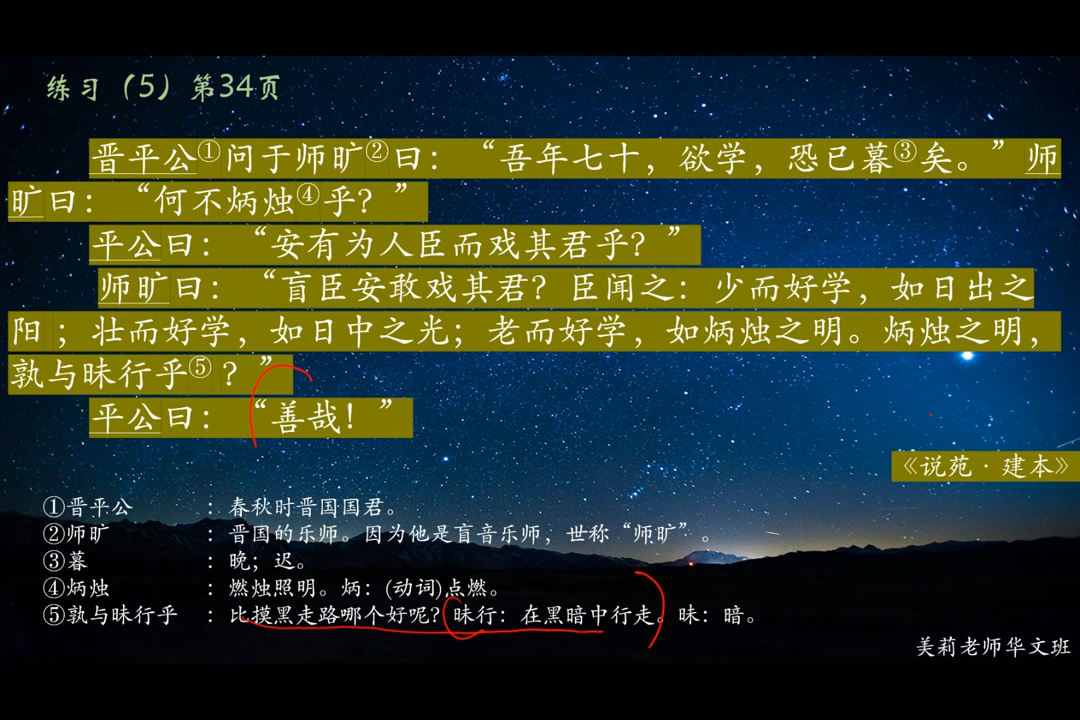 练习（5）第34页
晋平公①问于师旷②曰：“吾年七十，欲学，恐已暮③矣。”师
旷曰：“何不炳烛④乎？”
平公曰：“安有为人臣而戏其君乎？”
师旷曰：“盲臣安敢戏其君？臣闻之：少而好学，如日出之
阳；壮而好学，如日中之光；老而好学，如炳烛之明。炳烛之明，
孰与昧行乎⑤？”
平公曰：“善哉！”
《说苑·建本》
①晋平公：春秋时晋国国君。
②师旷：晋国的乐师。因为他是盲音乐师，世称“师旷”。
③暮：晚；迟。
④炳烛：燃烛照明。炳：(动词)点燃。
⑤孰与昧行乎：比摸黑走路哪个好呢？昧行：在黑暗中行走。昧：暗。
美莉老师华文班